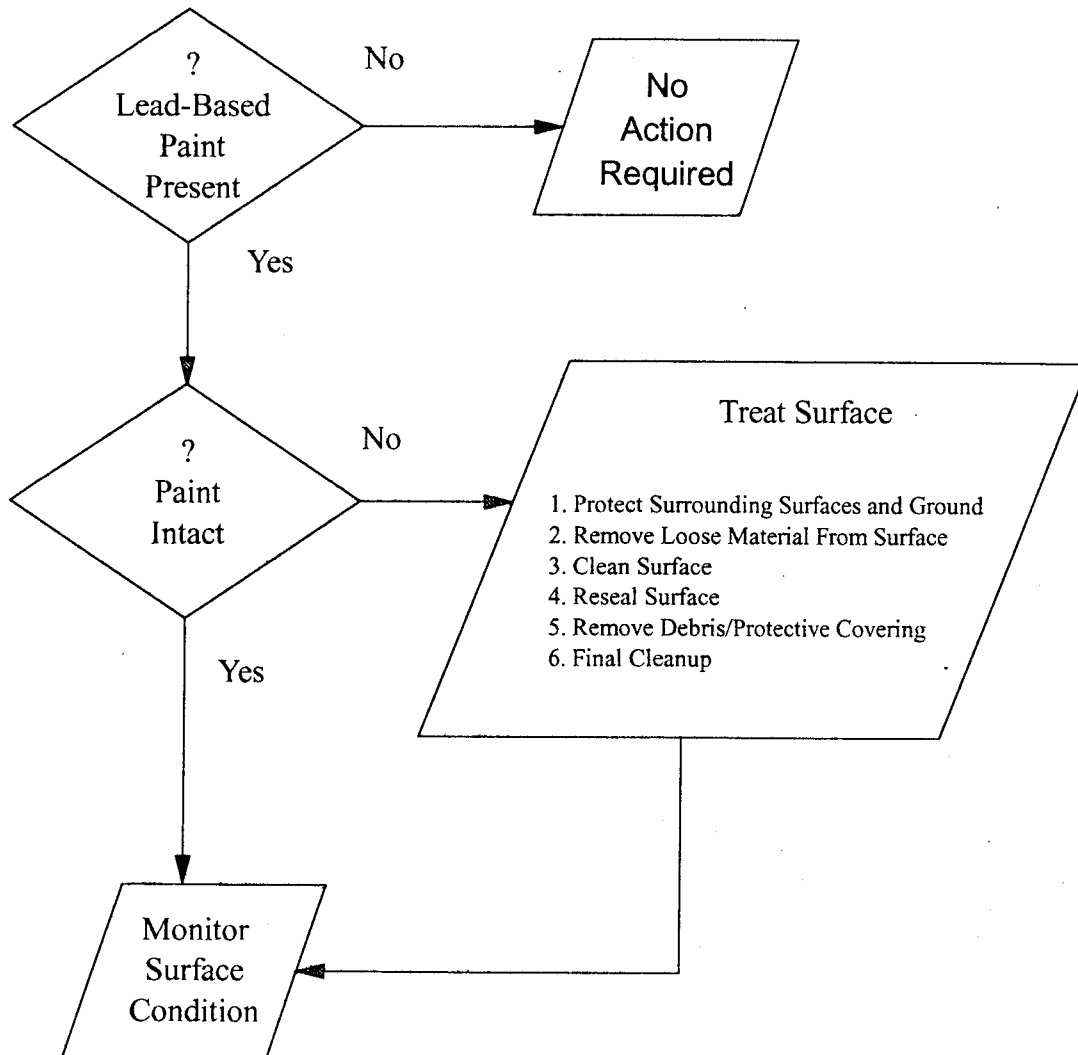 ?
Lead-Based
Paint
Present
No
No
Action
Required
Yes
?
Paint
Intact
No
Treat Surface
1. Protect Surrounding Surfaces and Ground
2. Remove Loose Material From Surface
3. Clean Surface
4. Reseal Surface
5. Remove Debris/Protective Covering
6. Final Cleanup
Yes
Monitor
Surface
Condition